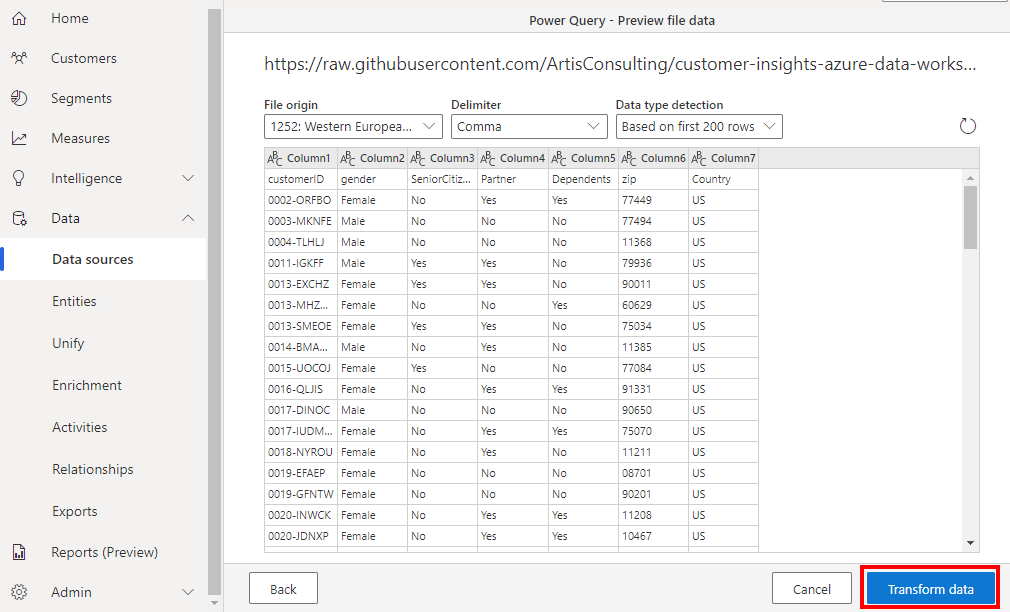 Home
Customers
Segments
Measures
Intelligence
Data
Data sources
Entities
Unify
Enrichment
Activities
Relationships
Exports
Reports (Preview)
Admin
Power Query - Preview file data
https://raw.githubusercontent.com/ArtisConsulting/customer-insights-azure-data-works...
File origin Delimiter Data type detection
1252: Western Europea... Comma Based on first 200 rows
ABC Column1 ABC Column2 ABC Column3 ABC Column4 ABC Column5 ABC Column6 ABC Column7
customerID gender SeniorCitiz... Partner Dependents zip Country
0002-ORFBO Female No Yes Yes 77449 US
0003-MKNFE Male No No No 77494 US
0004-TLHLJ Male No No No 11368 US
0011-IGKFF Male Yes Yes No 79936 US
0013-EXCHZ Female Yes Yes No 90011 US
0013-MHZ... Female No No Yes 60629 US
0013-SMEOE Female Yes Yes No 75034 US
0014-BMA... Male No Yes No 11385 US
0015-UOCOJ Female Yes No No 77084 US
0016-QLJIS Female No Yes Yes 91331 US
0017-DINOC Male No No No 90650 US
0017-IUDM... Female No Yes Yes 75070 US
0018-NYROU Female No Yes No 11211 US
0019-EFAEP Female No No No 08701 US
0019-GFNTW Female No No No 90201 US
0020-INWCK Female No Yes Yes 11208 US
0020-JDNXP Female No Yes Yes 10467 US
Back Cancel Transform data